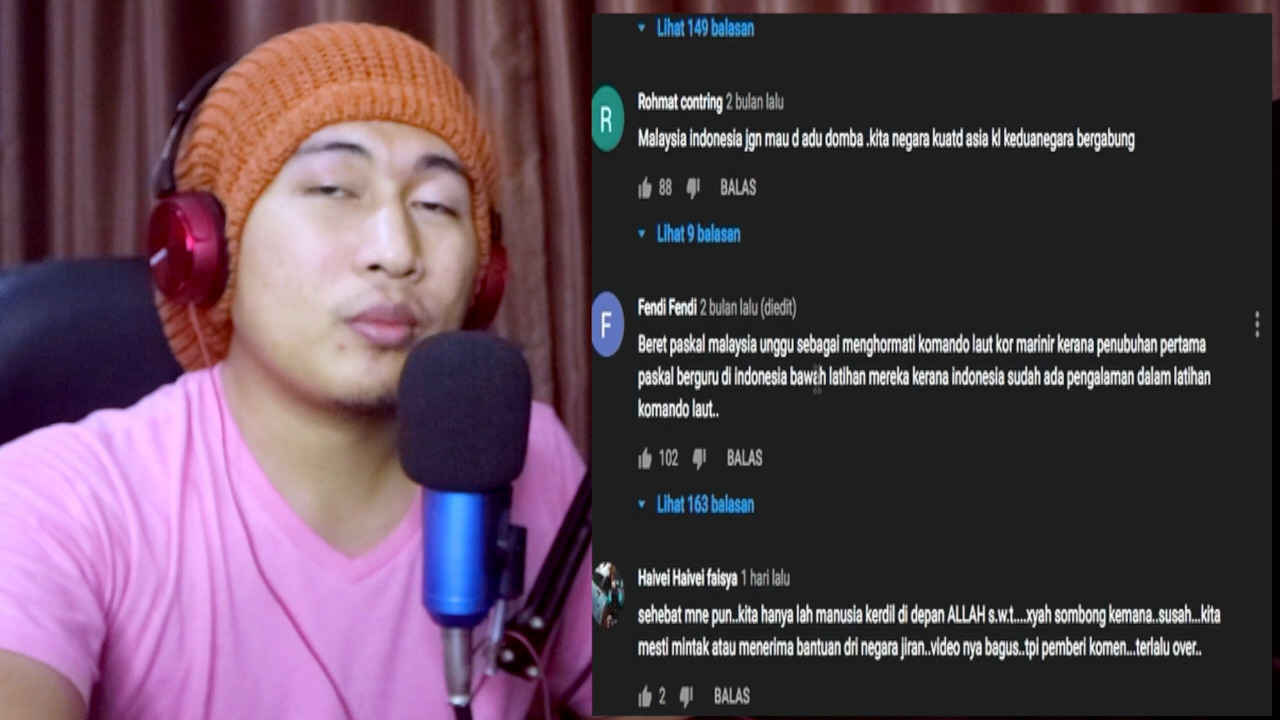 Lihat 149 balasan
R
Rohmat contring 2 bulan lalu
Malaysia indonesia jgn mau d adu domba .kita negara kuatd asia kl keduanegara bergabung
88 BALAS
Lihat 9 balasan
F
Fendi Fendi 2 bulan lalu (diedit)
Beret paskal malaysia unggu sebagai menghormati komando laut kor marinir kerana penubuhan pertama
paskal berguru di indonesia bawah latihan mereka kerana indonesia sudah ada pengalaman dalam latihan
komando laut..
102 BALAS
Lihat 163 balasan
Haivei Haivei faisya 1 hari lalu
sehebat mne pun..kita hanya lah manusia kerdil di depan ALLAH s.w.t....xyah sombong kemana..susah...kita
mesti mintak atau menerima bantuan dri negara jiran..video nya bagus..tpi pemberi komen...terlalu over..
2 BALAS